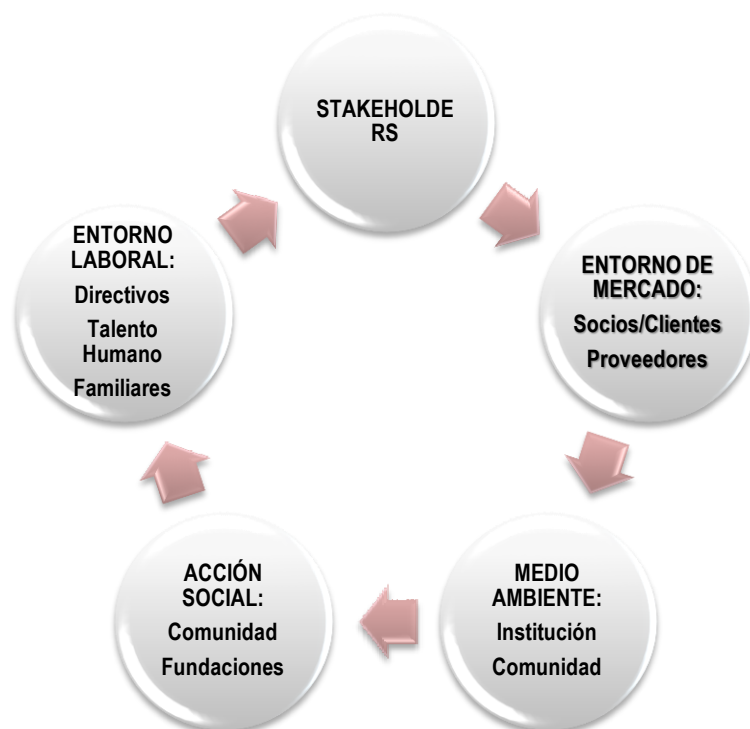 STAKEHOLDE
RS
ENTORNO DE
MERCADO:
Socios/Clientes
Proveedores
MEDIO
AMBIENTE:
Institución
Comunidad
ACCIÓN
SOCIAL:
Comunidad
Fundaciones
ENTORNO
LABORAL:
Directivos
Talento
Humano
Familiares